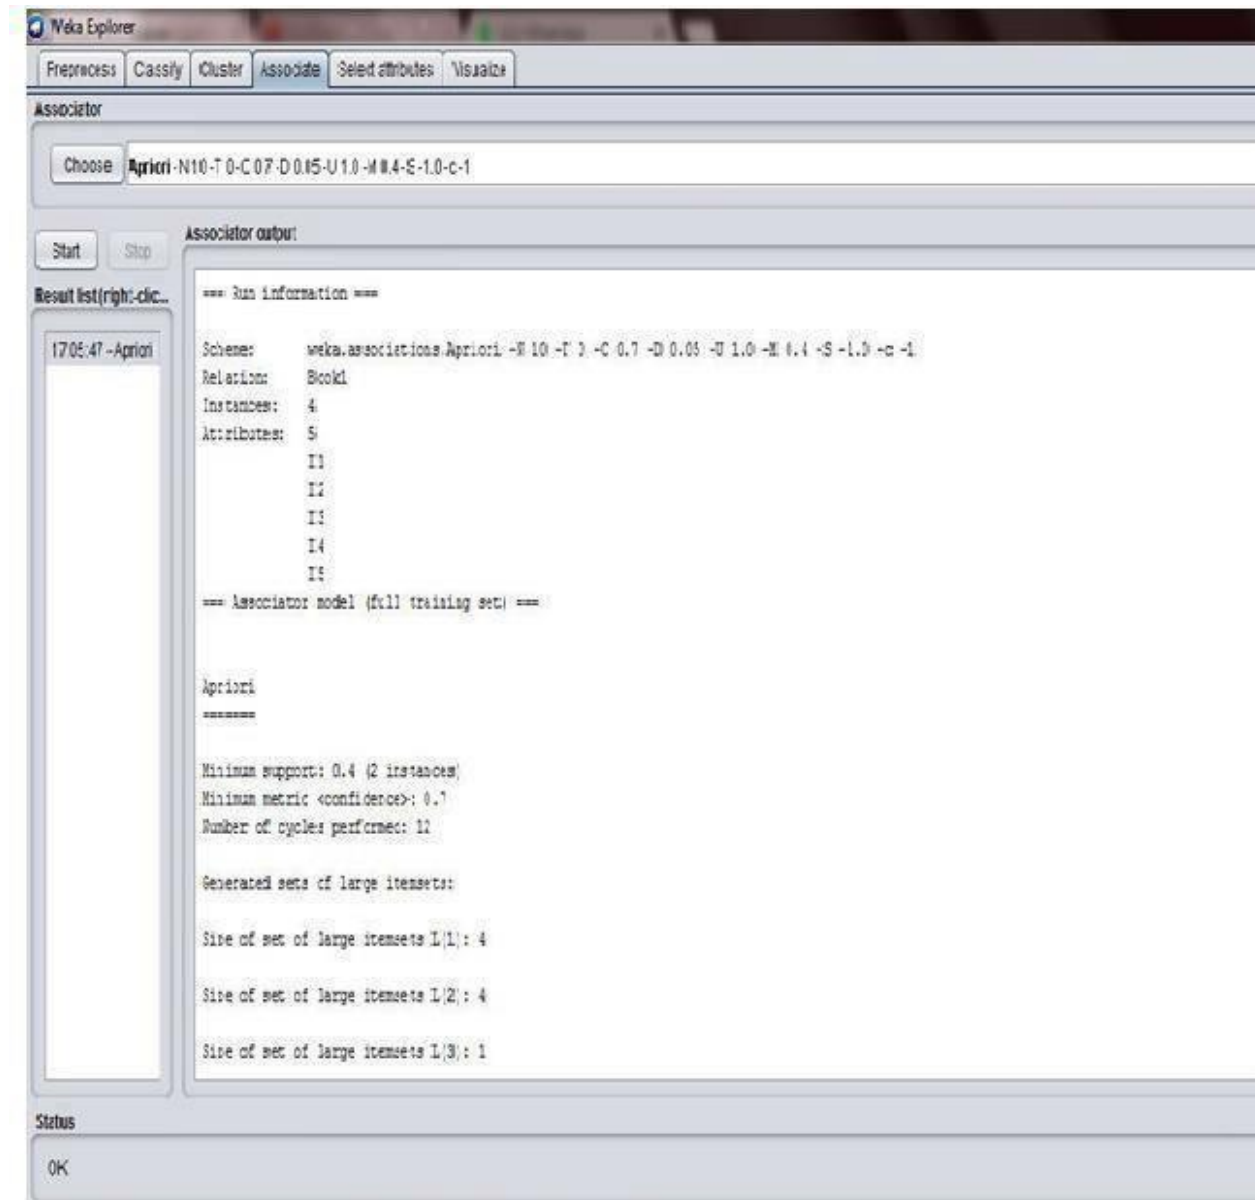 Weka Explorer
Preprocess Classify Cluster Associate Select attributes Visualize
Associator
Choose Apriori -N 10 -T 0 -C 0.7 -D 0.05 -U 1.0 -M 0.4 -S -1.0 -c -1
Start Stop
Associator output
Result list (right-clic...
17:05:47 - Apriori
=== Run information ===
Scheme: weka.associations.Apriori -N 10 -T 0 -C 0.7 -D 0.05 -U 1.0 -M 0.4 -S -1.0 -c -1
Relation: Book1
Instances: 4
Attributes: 5
I1
I2
I3
I4
I5
=== Associator model (full training set) ===
Apriori
=======
Minimum support: 0.4 (2 instances)
Minimum metric <confidence>: 0.7
Number of cycles performed: 12
Generated sets of large itemsets:
Size of set of large itemsets L(1): 4
Size of set of large itemsets L(2): 4
Size of set of large itemsets L(3): 1
Status
OK